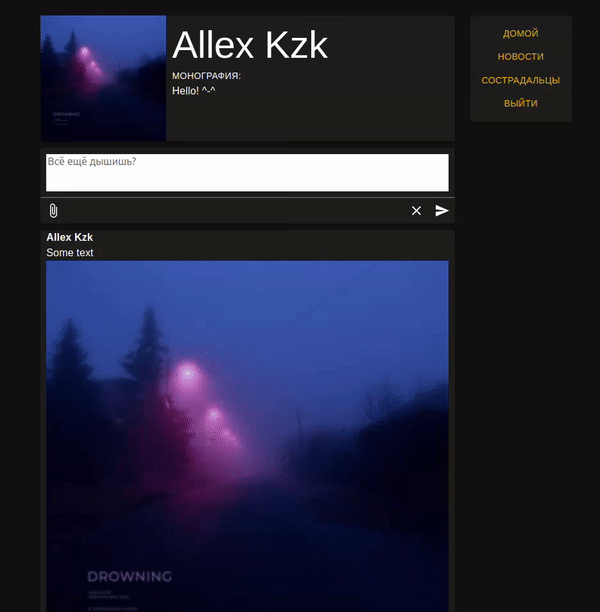 Allex Kzk
МОНОГРАФИЯ:
Hello! ^-^
ДОМОЙ
НОВОСТИ
СОСТРАДАЛЬЦЫ
ВЫЙТИ
DROWNING
Всё ещё дышишь?
Allex Kzk
Some text
DROWNING